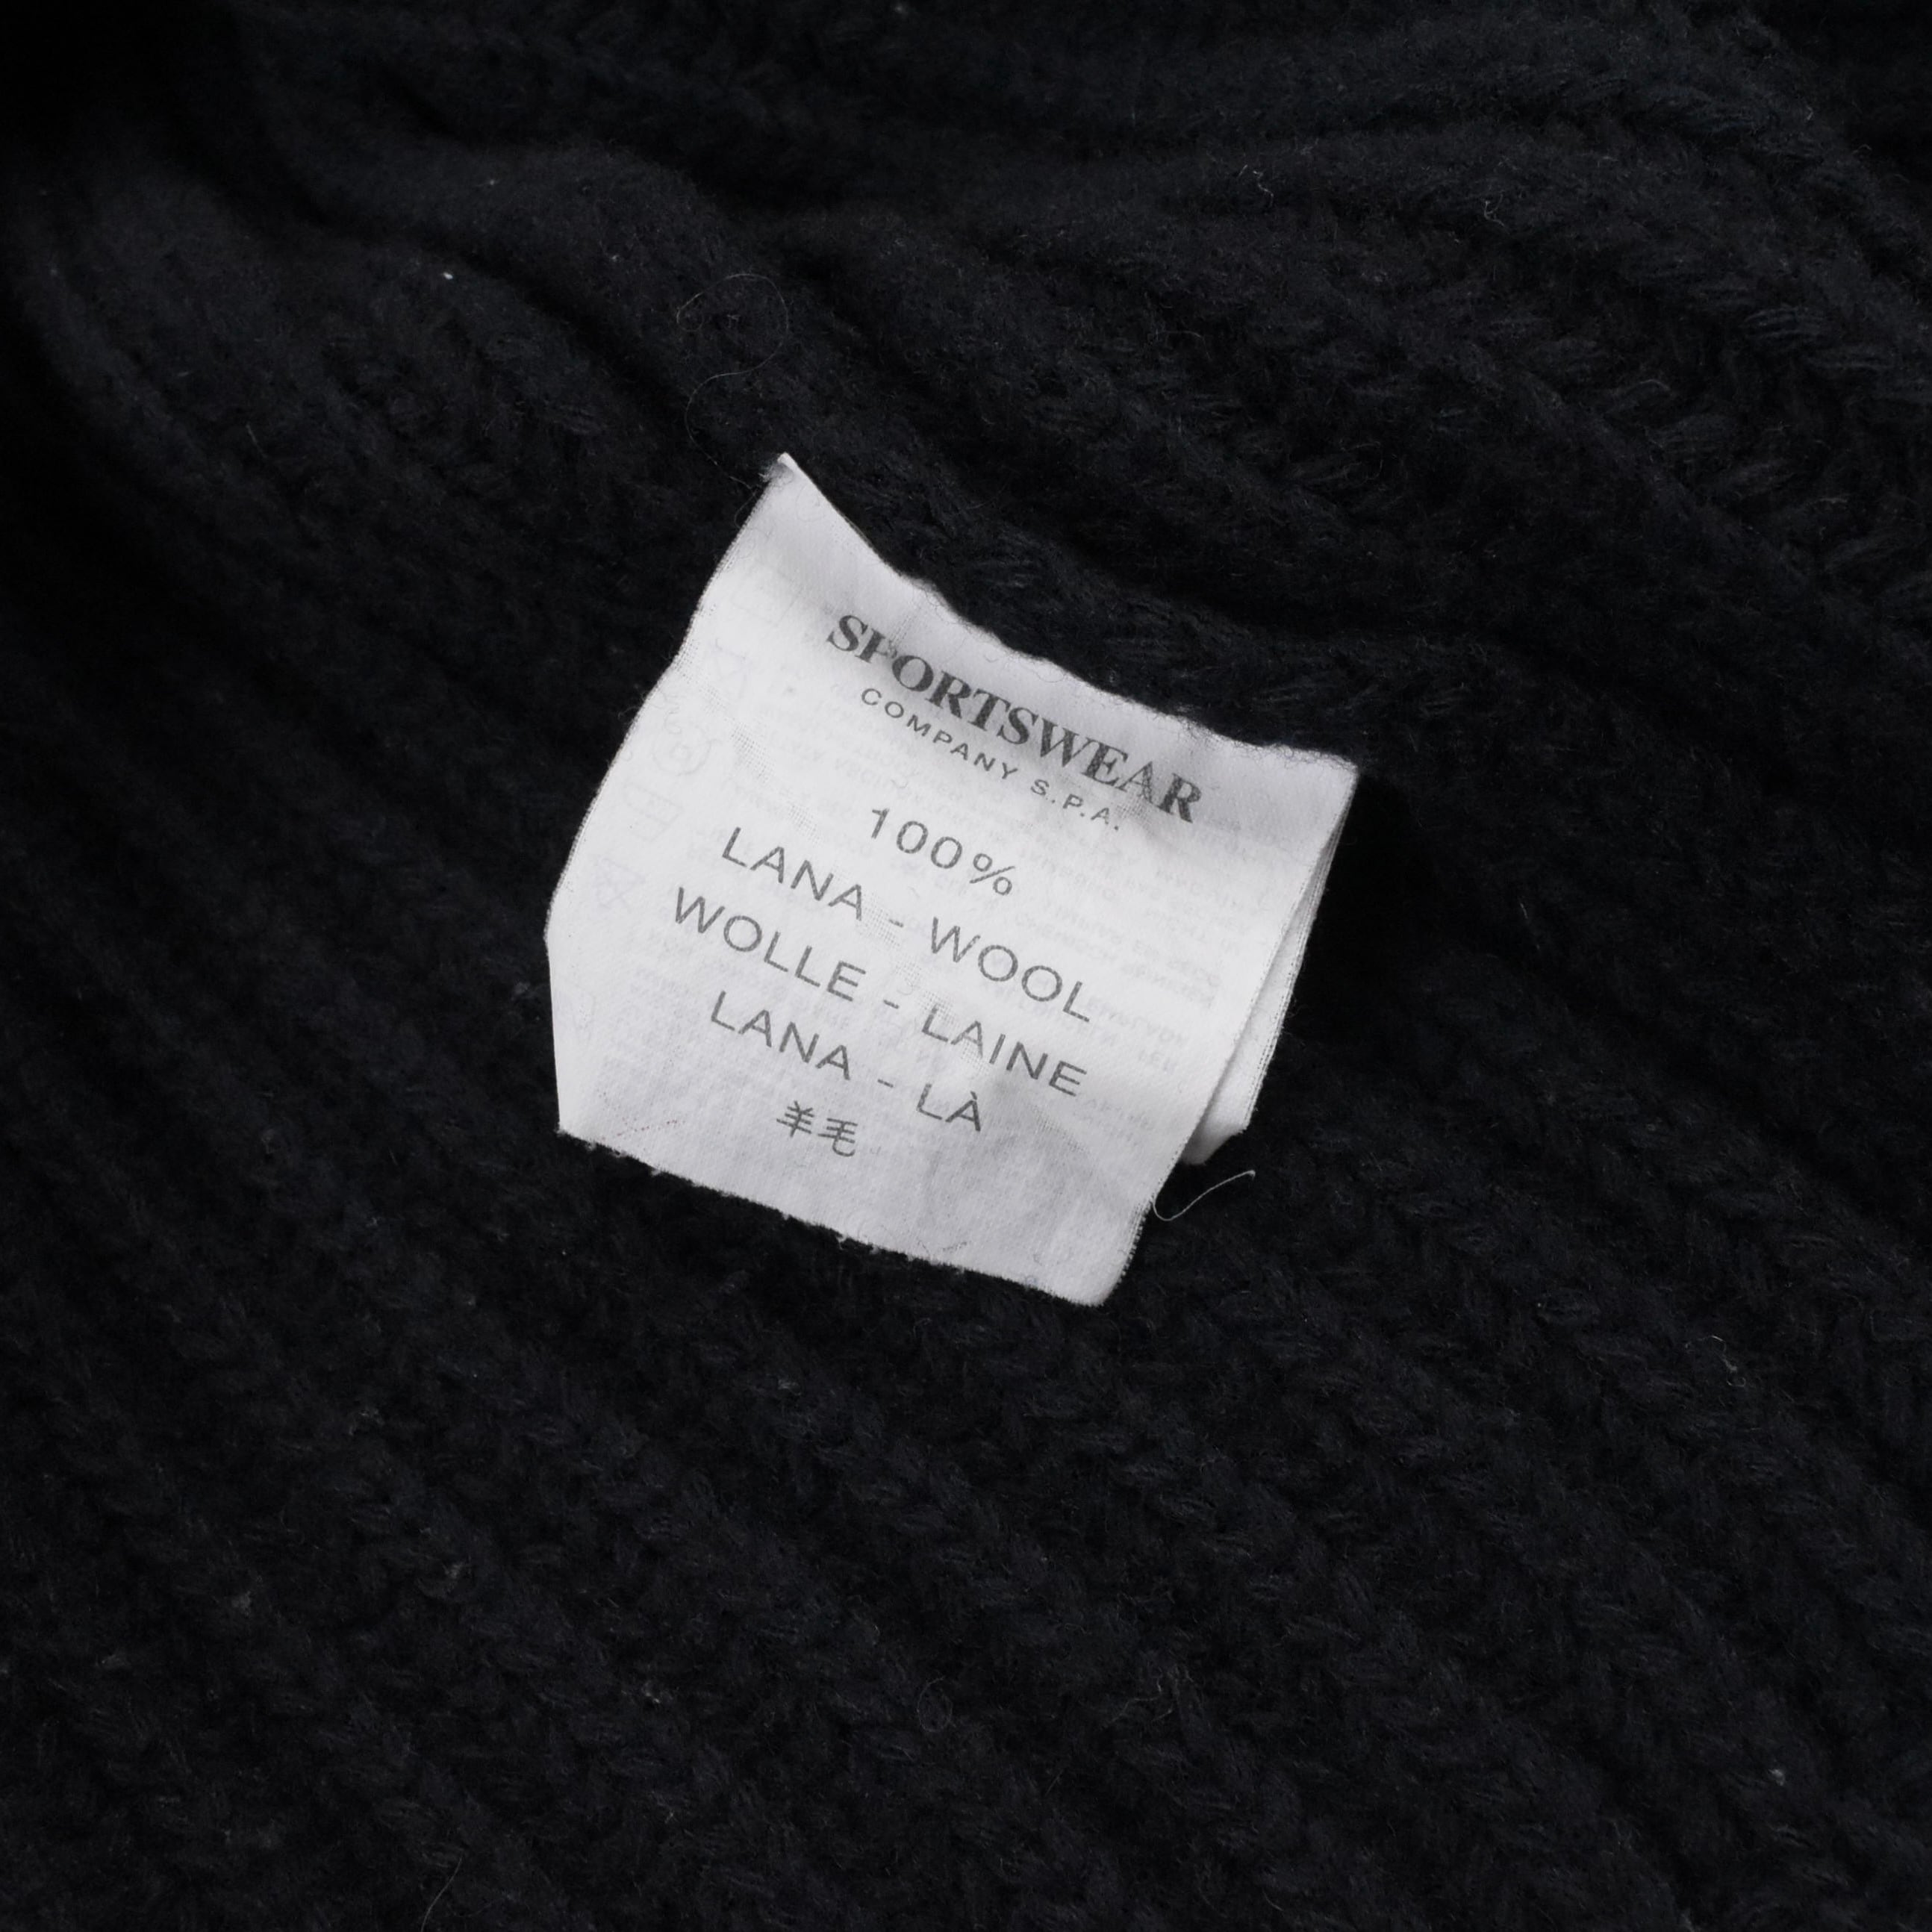 SPORTSWEAR
COMPANY S.P.A.
100%
LANA - WOOL
WOLLE - LAINE
LANA - LÀ
羊毛